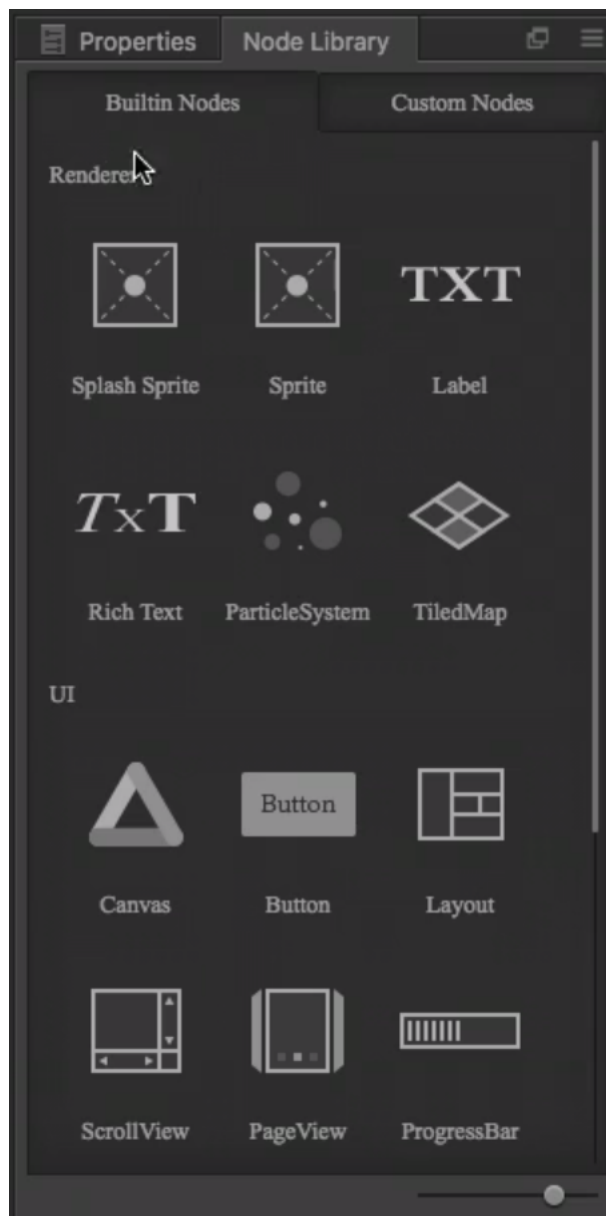 Properties Node Library
Builtin Nodes Custom Nodes
Renderer
Splash Sprite Sprite Label
TXT
TxT
Rich Text ParticleSystem TiledMap
UI
Button
Canvas Button Layout
ScrollView PageView ProgressBar